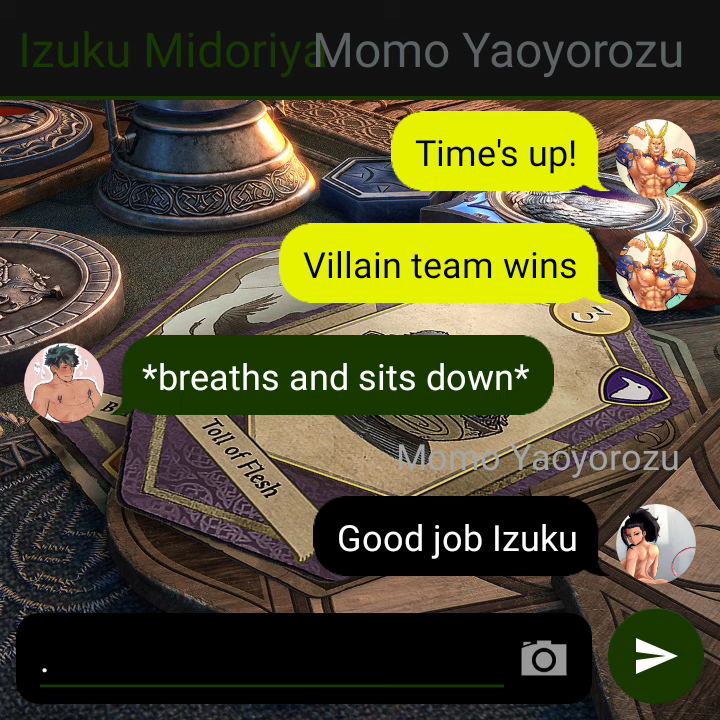 Izuku Midoriya Momo Yaoyorozu
Time's up!
Villain team wins
3
*breaths and sits down*
B
Toll of Flesh
Momo Yaoyorozu
Good job Izuku
.